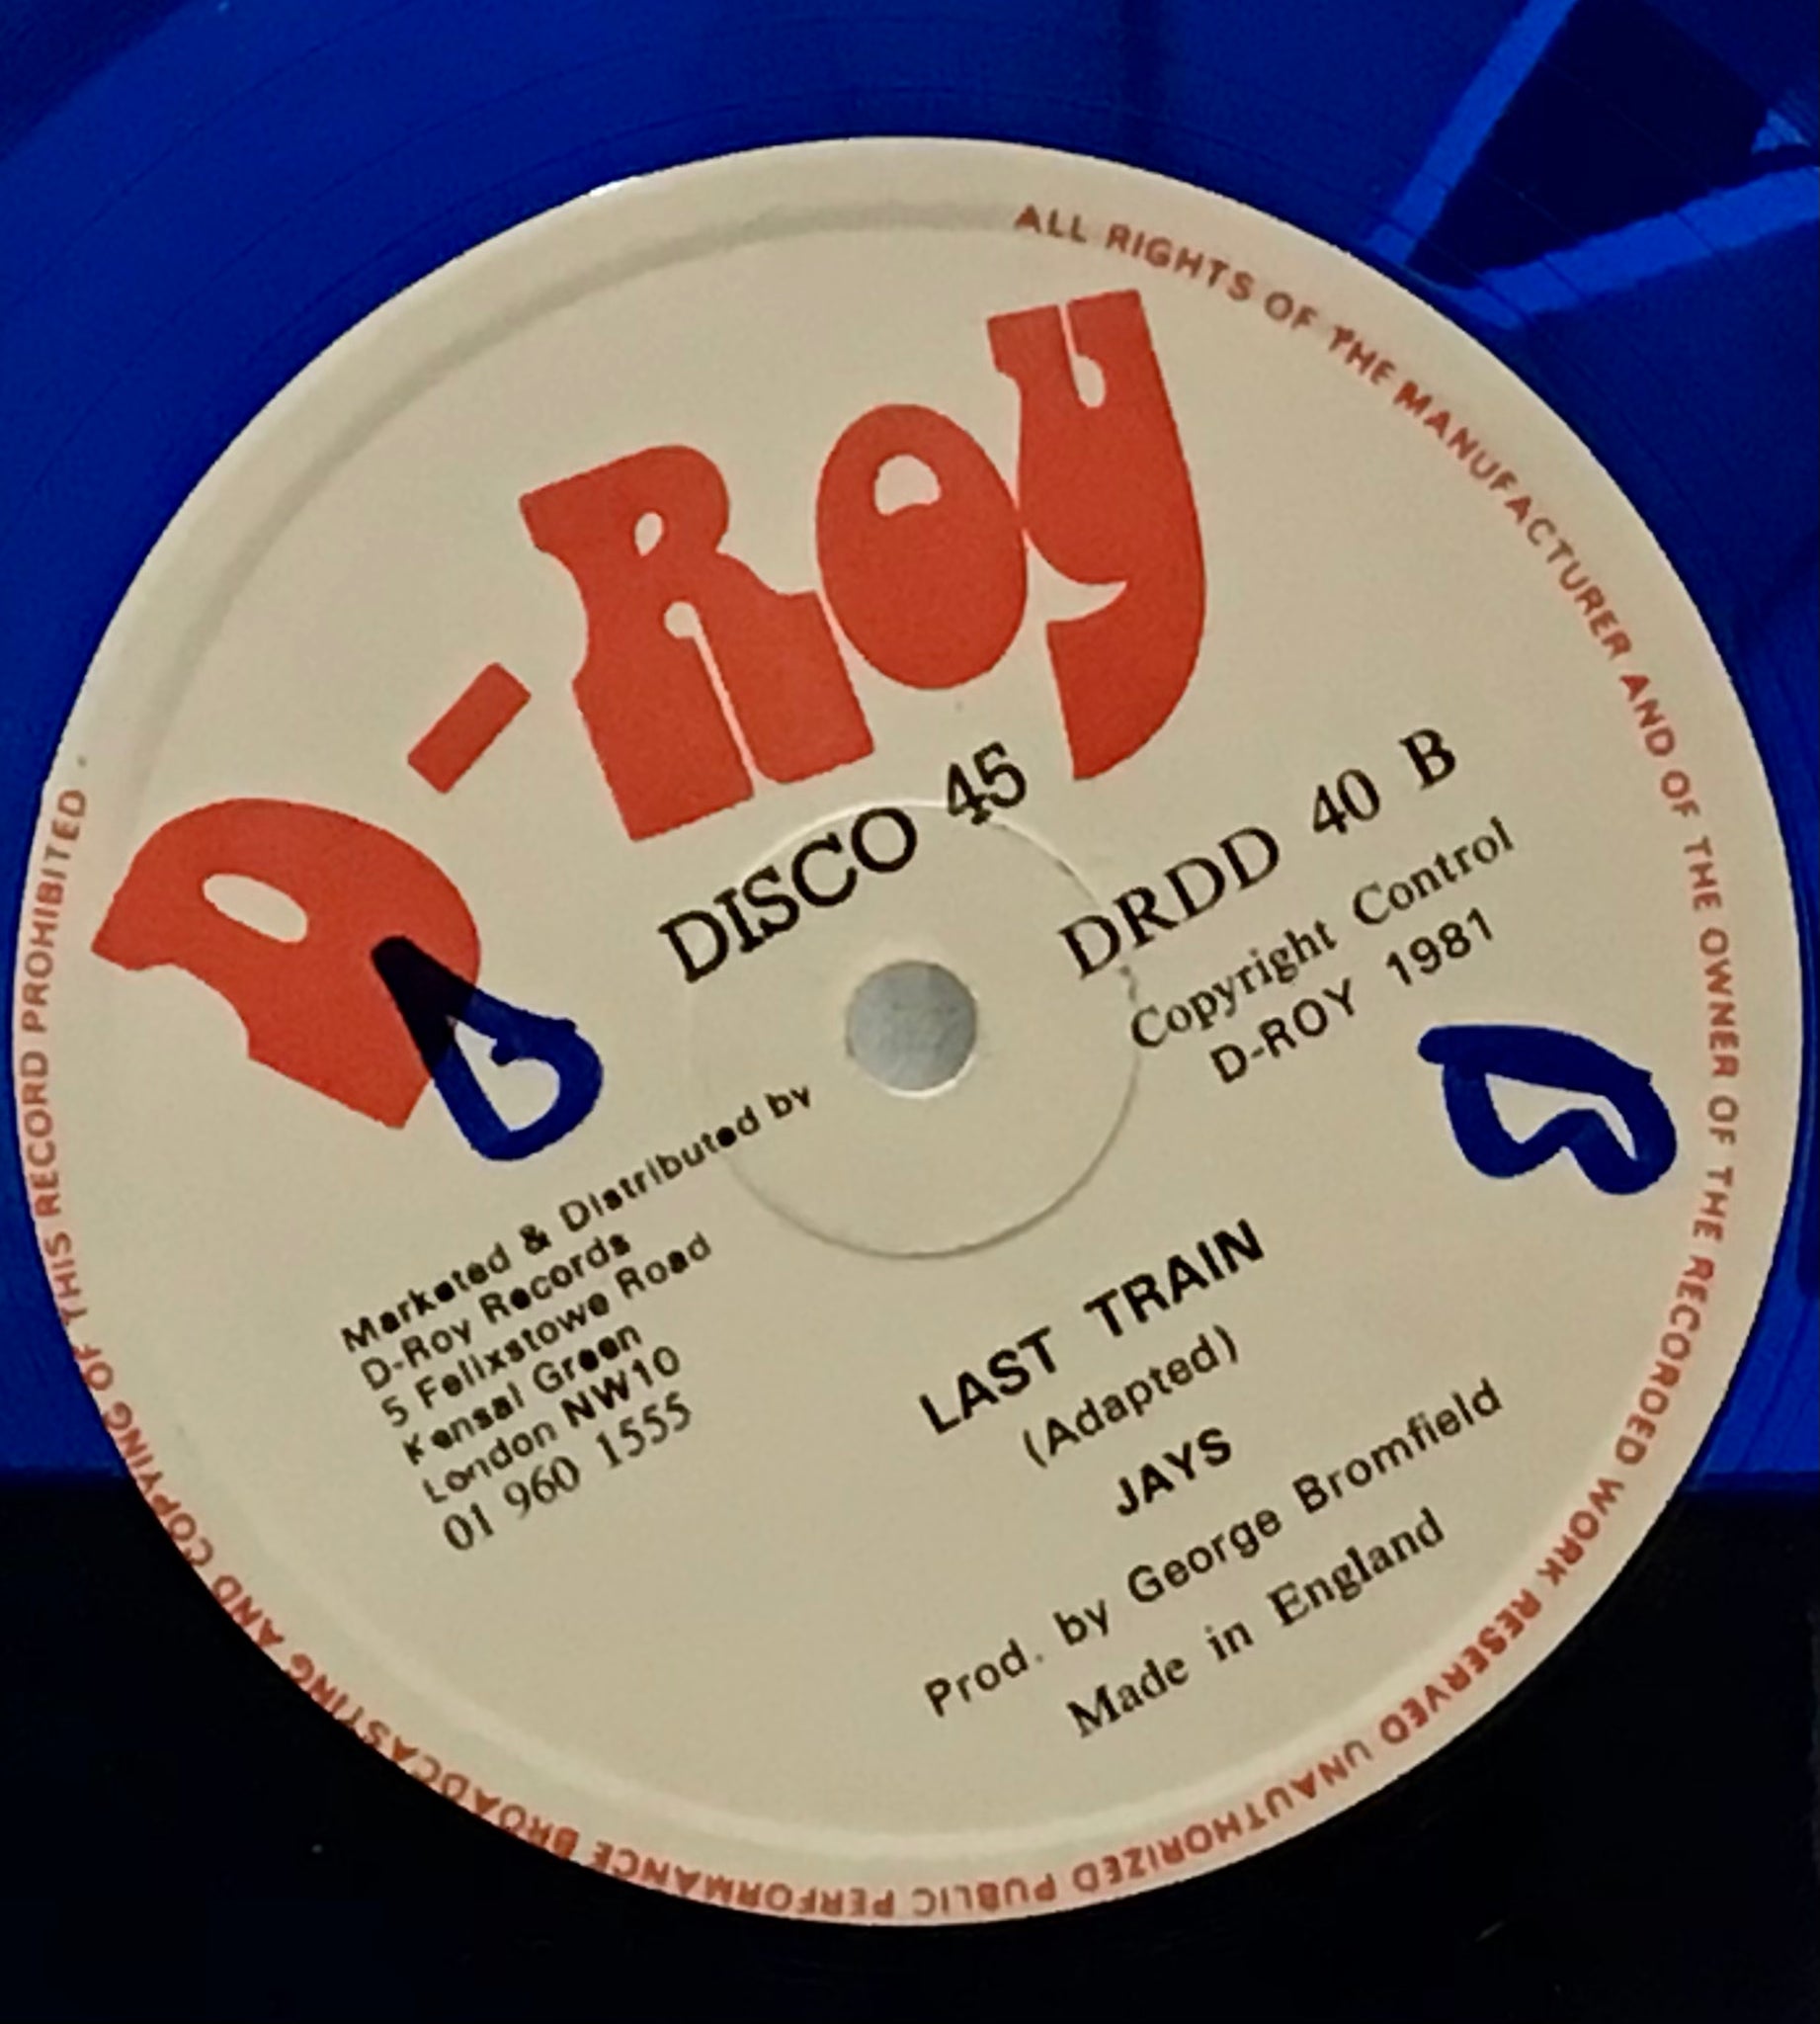 ALL RIGHTS OF THE MANUFACTURER AND OF THE OWNER OF THE RECORDED WORK RESERVED UNAUTHORIZED PUBLIC PERFORMANCE BROADCASTING AND COPYING OF THIS RECORD PROHIBITED .
D-Roy
DISCO 45
DRDD 40 B
Copyright Control
D-ROY 1981
Marketed & Distributed by
D-Roy Records
5 Felixstowe Road
Kensal Green
London NW10
01 960 1555
LAST TRAIN
(Adapted)
JAYS
Prod. by George Bromfield
Made in England